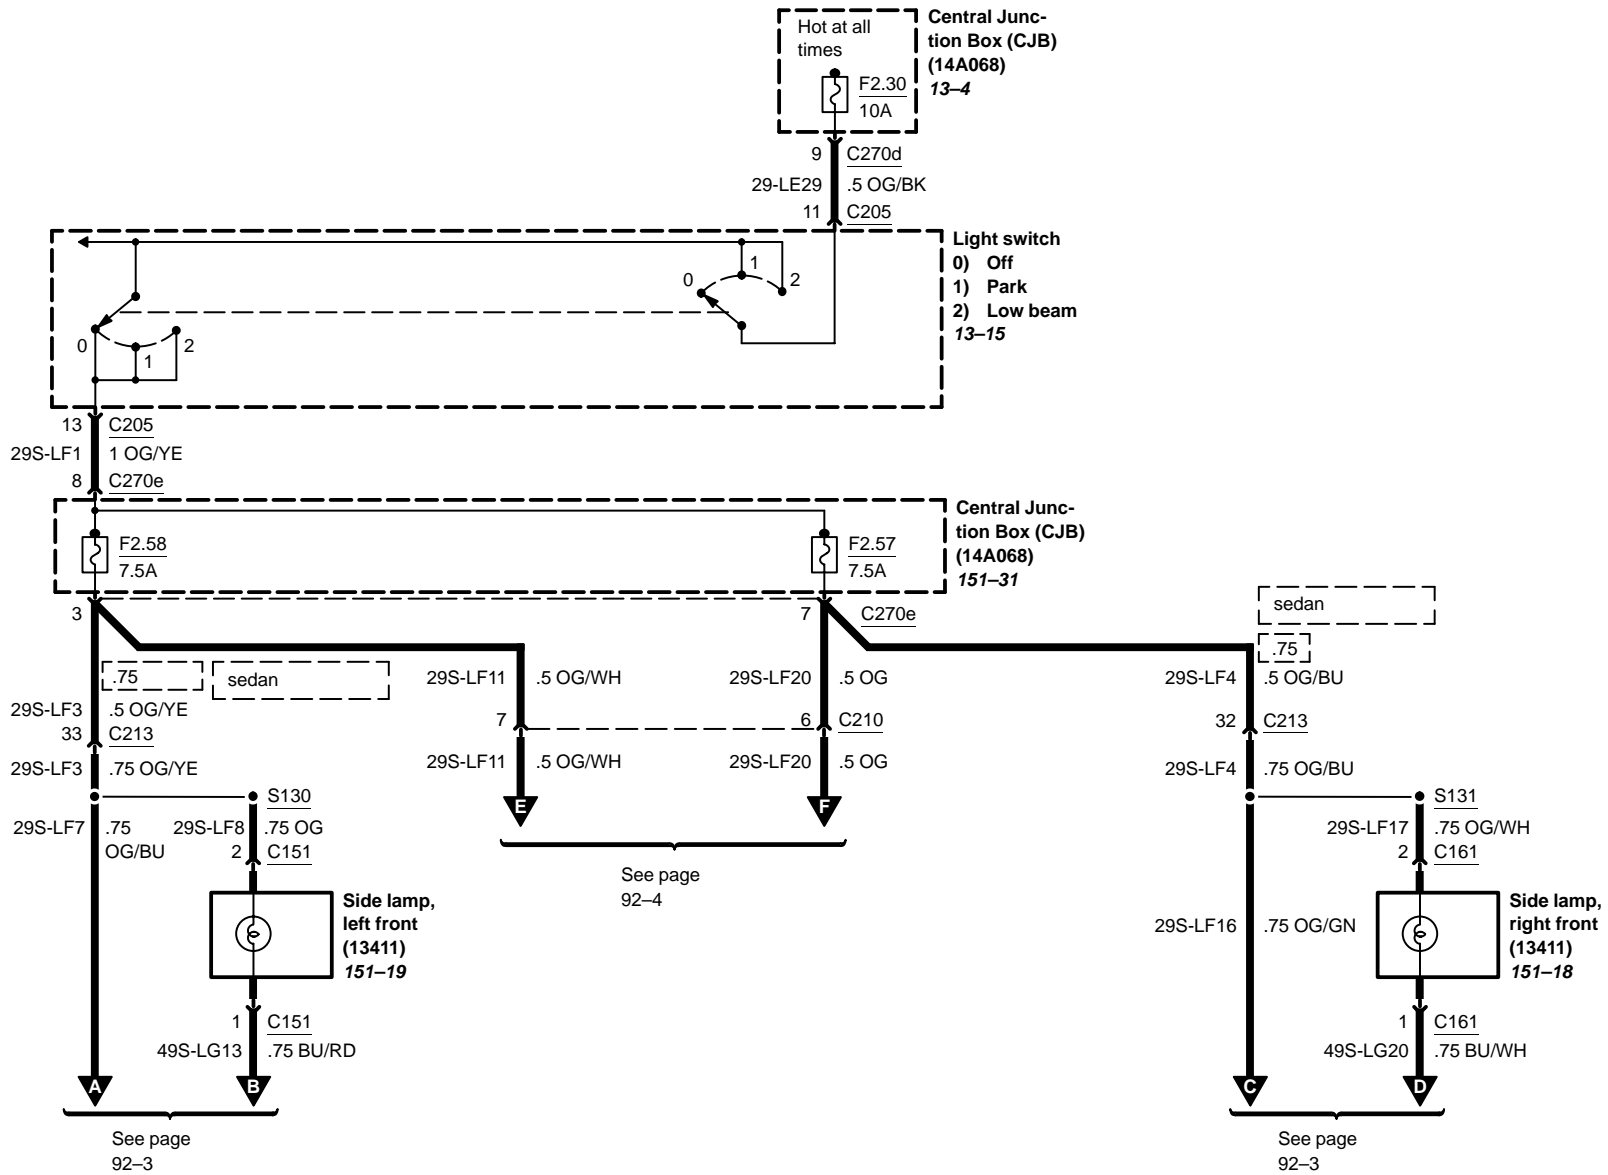 Hot at all
times
F2.30
10A
Central Junc-
tion Box (CJB)
(14A068)
13–4
9 C270d
29-LE29 .5 OG/BK
11 C205
Light switch
0) Off
1) Park
2) Low beam
13–15
0
1
2
0
1
2
13 C205
29S-LF1 1 OG/YE
8 C270e
F2.58
7.5A
F2.57
7.5A
Central Junc-
tion Box (CJB)
(14A068)
151–31
3
7 C270e
sedan
.75
.75
sedan
29S-LF3 .5 OG/YE
33 C213
29S-LF3 .75 OG/YE
29S-LF11 .5 OG/WH
7
29S-LF11 .5 OG/WH
29S-LF20 .5 OG
6 C210
29S-LF20 .5 OG
29S-LF4 .5 OG/BU
32 C213
29S-LF4 .75 OG/BU
E
F
See page
92–4
S130
29S-LF7 .75
OG/BU
29S-LF8 .75 OG
2 C151
Side lamp,
left front
(13411)
151–19
1 C151
49S-LG13 .75 BU/RD
A
B
See page
92–3
S131
29S-LF17 .75 OG/WH
2 C161
29S-LF16 .75 OG/GN
Side lamp,
right front
(13411)
151–18
1 C161
49S-LG20 .75 BU/WH
C
D
See page
92–3